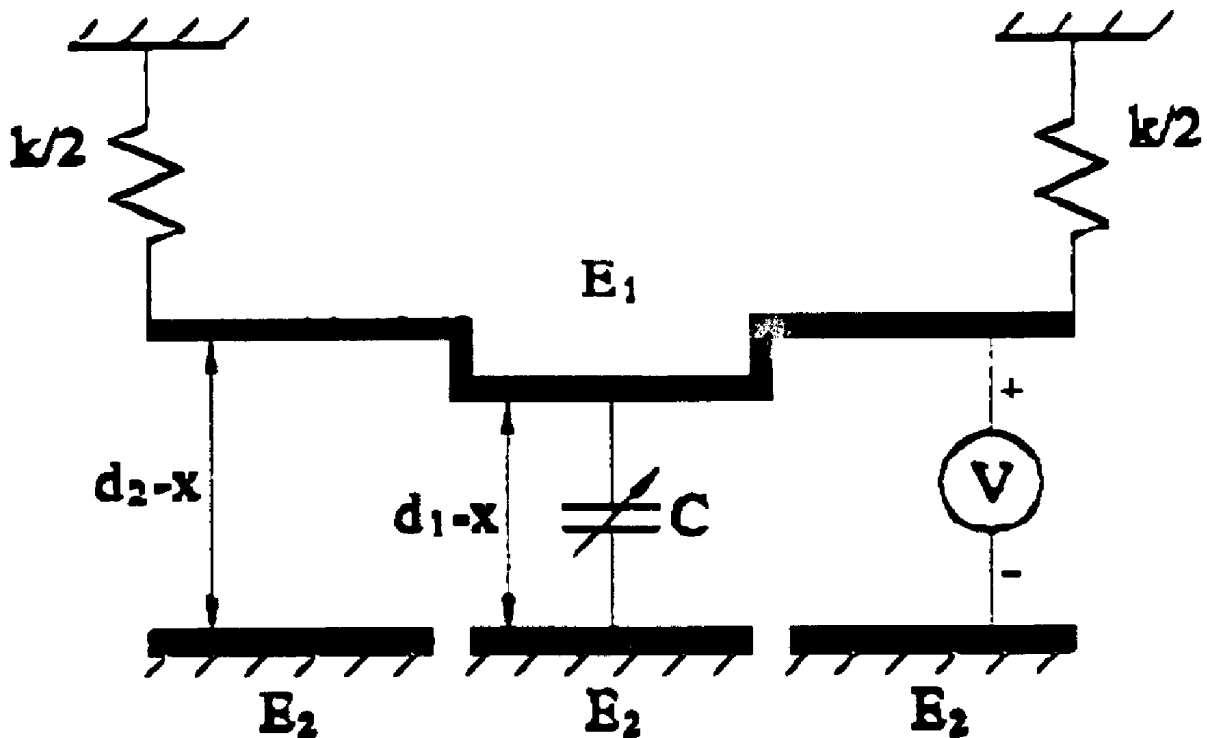 k/2
k/2
E₁
d₂-x
d₁-x
C
+
V
-
E₂
E₂
E₂